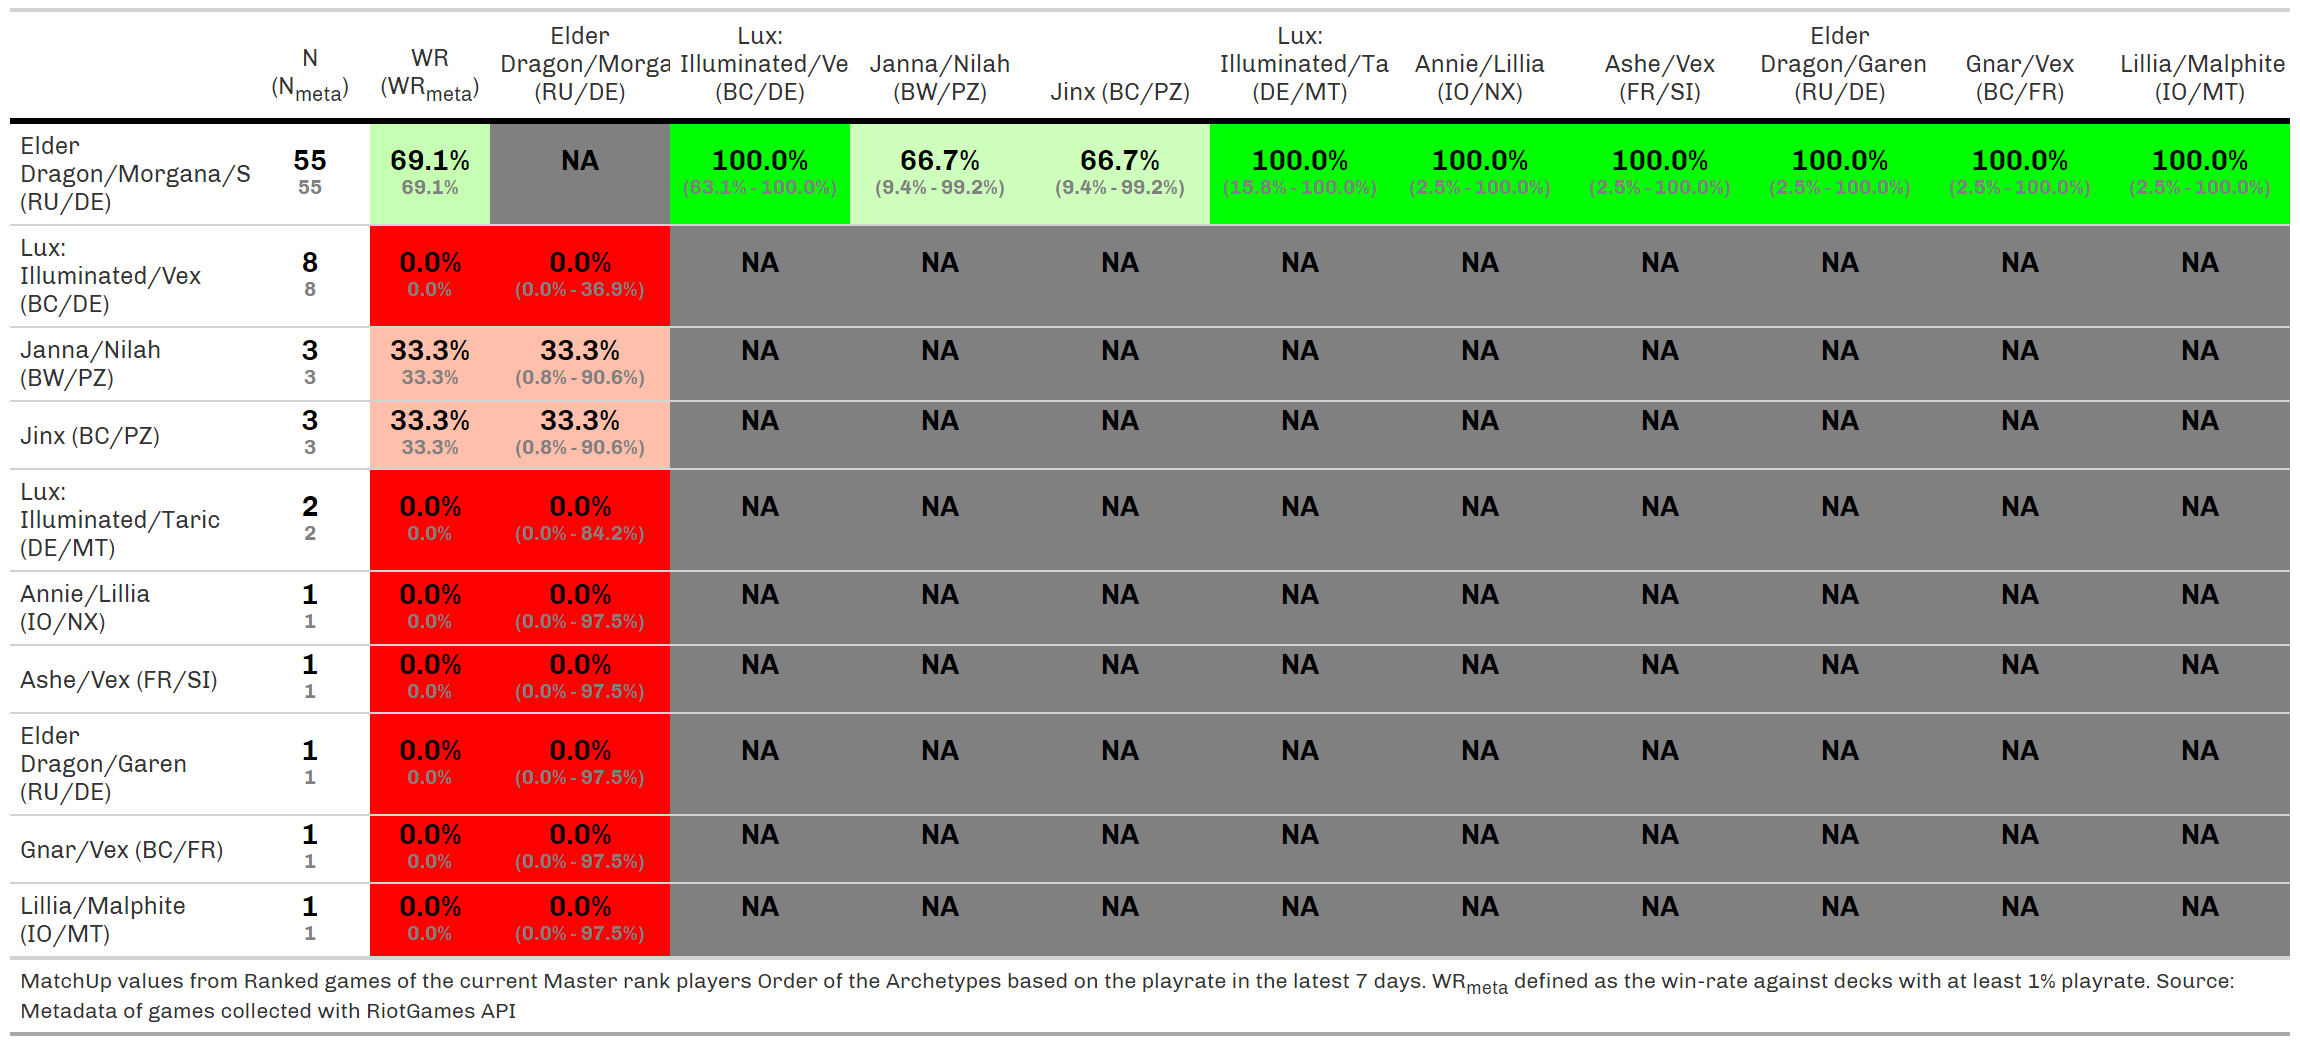 N (Nmeta) WR (WRmeta) Elder Dragon/Morga (RU/DE) Lux: Illuminated/Ve (BC/DE) Janna/Nilah (BW/PZ) Jinx (BC/PZ) Lux: Illuminated/Ta (DE/MT) Annie/Lillia (IO/NX) Ashe/Vex (FR/SI) Elder Dragon/Garen (RU/DE) Gnar/Vex (BC/FR) Lillia/Malphite (IO/MT)
Elder
Dragon/Morgana/S
(RU/DE)
55 69.1% NA 100.0% 66.7% 66.7% 100.0% 100.0% 100.0% 100.0% 100.0% 100.0%
55 69.1% (63.1% - 100.0%) (9.4% - 99.2%) (9.4% - 99.2%) (15.8% - 100.0%) (2.5% - 100.0%) (2.5% - 100.0%) (2.5% - 100.0%) (2.5% - 100.0%) (2.5% - 100.0%)
Lux:
Illuminated/Vex
(BC/DE)
8 0.0% 0.0% NA NA NA NA NA NA NA NA NA
8 0.0% (0.0% - 36.9%)
Janna/Nilah
(BW/PZ)
3 33.3% 33.3% NA NA NA NA NA NA NA NA NA
3 33.3% (0.8% - 90.6%)
Jinx (BC/PZ)
3 33.3% 33.3% NA NA NA NA NA NA NA NA NA
3 33.3% (0.8% - 90.6%)
Lux:
Illuminated/Taric
(DE/MT)
2 0.0% 0.0% NA NA NA NA NA NA NA NA NA
2 0.0% (0.0% - 84.2%)
Annie/Lillia
(IO/NX)
1 0.0% 0.0% NA NA NA NA NA NA NA NA NA
1 0.0% (0.0% - 97.5%)
Ashe/Vex (FR/SI)
1 0.0% 0.0% NA NA NA NA NA NA NA NA NA
1 0.0% (0.0% - 97.5%)
Elder
Dragon/Garen
(RU/DE)
1 0.0% 0.0% NA NA NA NA NA NA NA NA NA
1 0.0% (0.0% - 97.5%)
Gnar/Vex (BC/FR)
1 0.0% 0.0% NA NA NA NA NA NA NA NA NA
1 0.0% (0.0% - 97.5%)
Lillia/Malphite
(IO/MT)
1 0.0% 0.0% NA NA NA NA NA NA NA NA NA
1 0.0% (0.0% - 97.5%)
MatchUp values from Ranked games of the current Master rank players Order of the Archetypes based on the playrate in the latest 7 days. WRmeta defined as the win-rate against decks with at least 1% playrate. Source:
Metadata of games collected with RiotGames API